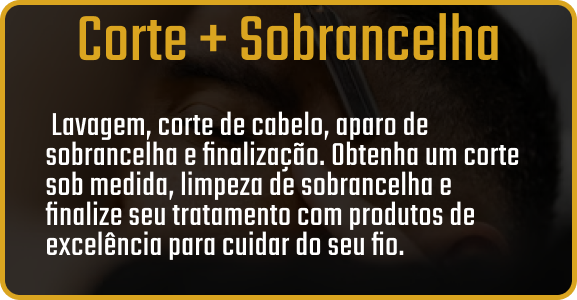 Corte + Sobrancelha
Lavagem, corte de cabelo, aparo de
sobrancelha e finalização. Obtenha um corte
sob medida, limpeza de sobrancelha e
finalize seu tratamento com produtos de
excelência para cuidar do seu fio.